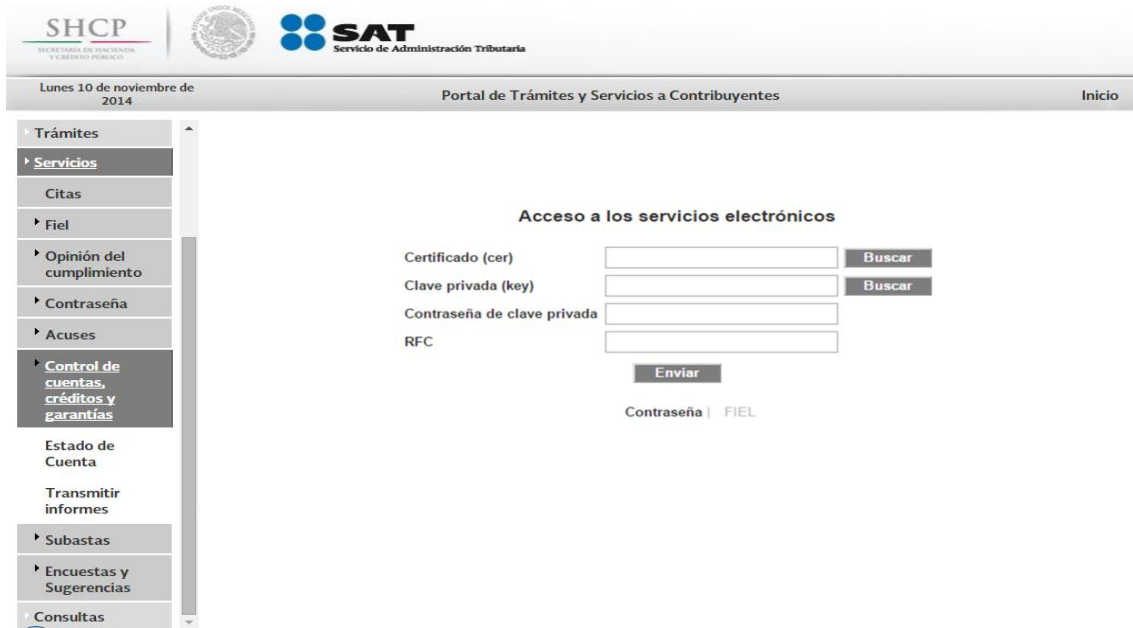 SHCP
SECRETARÍA DE HACIENDA
Y CRÉDITO PÚBLICO
ESTADOS UNIDOS MEXICANOS
SAT
Servicio de Administración Tributaria
Lunes 10 de noviembre de
2014
Portal de Trámites y Servicios a Contribuyentes
Inicio
Trámites
Servicios
Citas
Fiel
Opinión del
cumplimiento
Contraseña
Acuses
Control de
cuentas,
créditos y
garantías
Estado de
Cuenta
Transmitir
informes
Subastas
Encuestas y
Sugerencias
Consultas
Acceso a los servicios electrónicos
Certificado (cer)
Buscar
Clave privada (key)
Buscar
Contraseña de clave privada
RFC
Enviar
Contraseña | FIEL